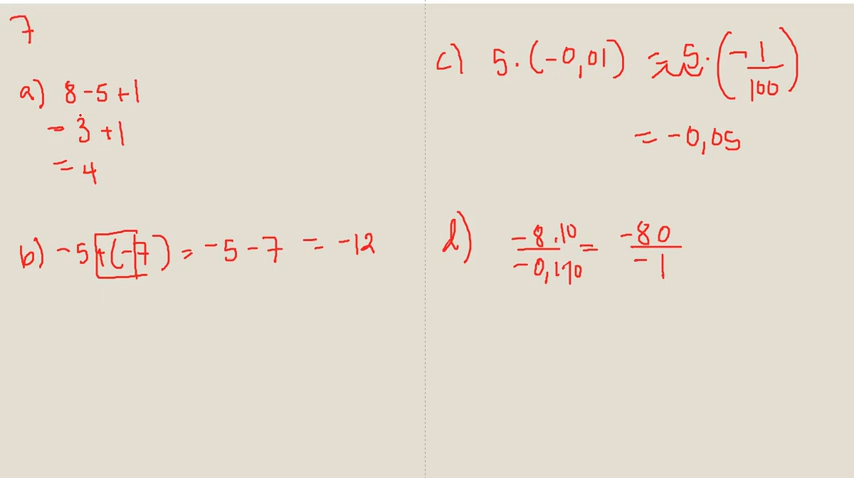 7
a) 8-5+1
= 3+1
= 4
b) -5+(-7) = -5-7 = -12
c) 5·(-0,01) = 5·(-1/100)
= -0,05
d) -8·10/-0,1·10 = -80/-1